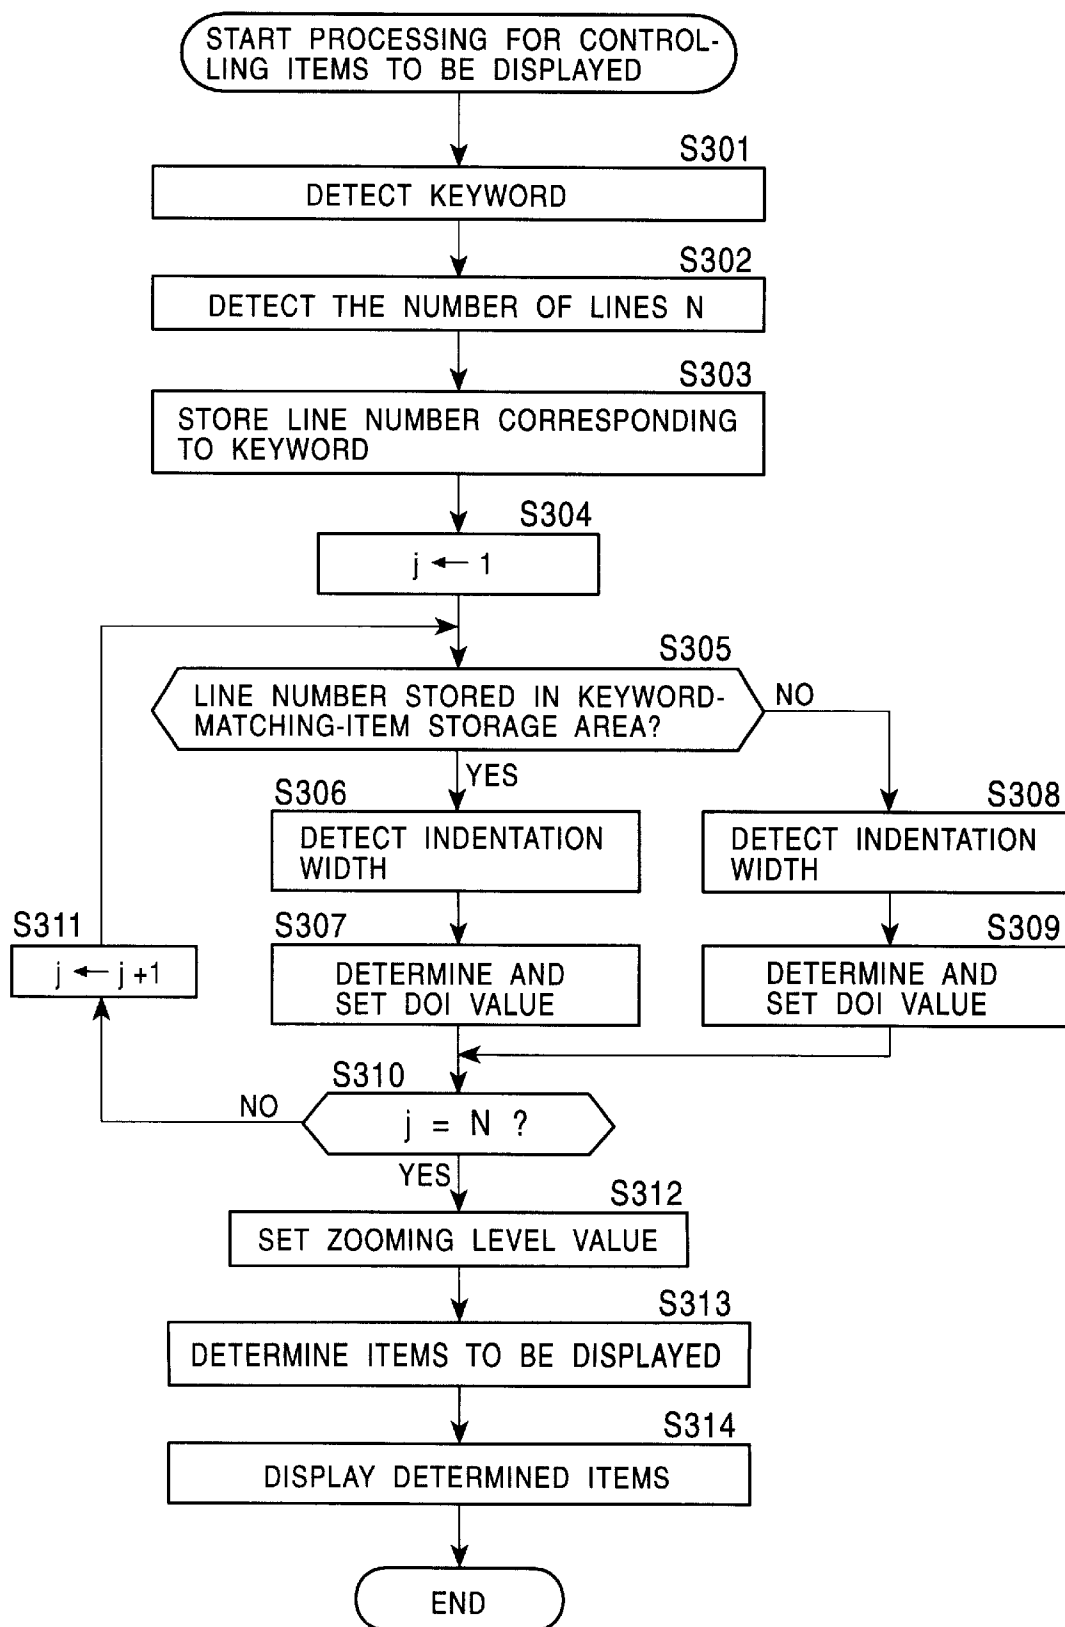 START PROCESSING FOR CONTROL-
LING ITEMS TO BE DISPLAYED
S301
DETECT KEYWORD
S302
DETECT THE NUMBER OF LINES N
S303
STORE LINE NUMBER CORRESPONDING
TO KEYWORD
S304
j ← 1
S305
LINE NUMBER STORED IN KEYWORD-
MATCHING-ITEM STORAGE AREA?
NO
YES
S306
DETECT INDENTATION
WIDTH
S308
DETECT INDENTATION
WIDTH
S311
j ← j+1
S307
DETERMINE AND
SET DOI VALUE
S309
DETERMINE AND
SET DOI VALUE
S310
NO
j = N ?
YES
S312
SET ZOOMING LEVEL VALUE
S313
DETERMINE ITEMS TO BE DISPLAYED
S314
DISPLAY DETERMINED ITEMS
END